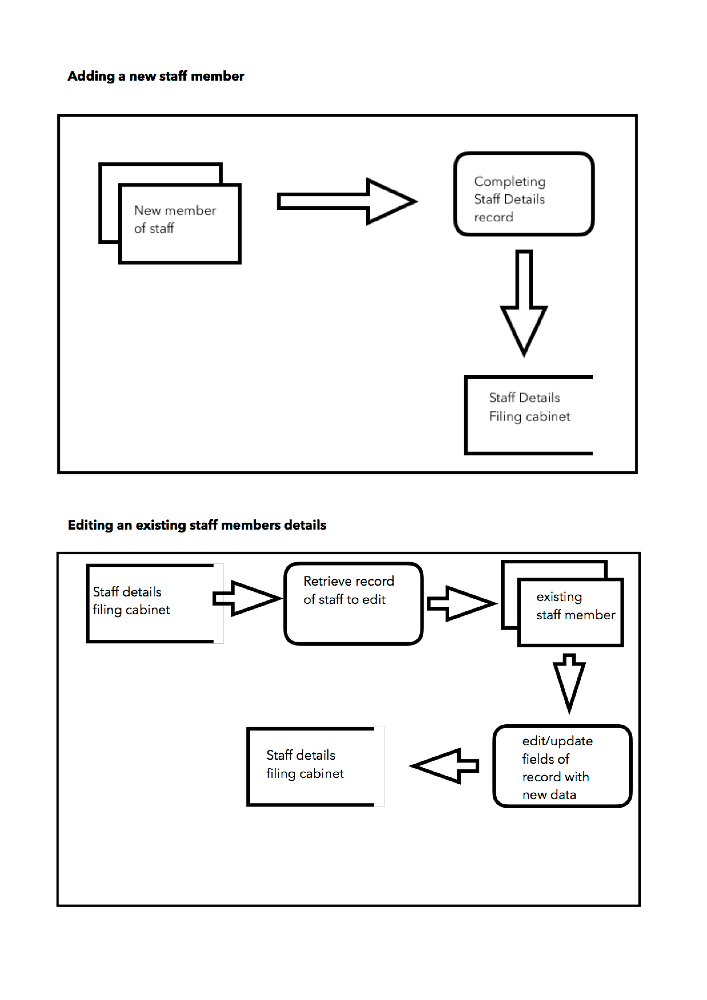 Adding a new staff member
New member
of staff
Completing
Staff Details
record
Staff Details
Filing cabinet
Editing an existing staff members details
Staff details
filing cabinet
Retrieve record
of staff to edit
existing
staff member
edit/update
fields of
record with
new data
Staff details
filing cabinet